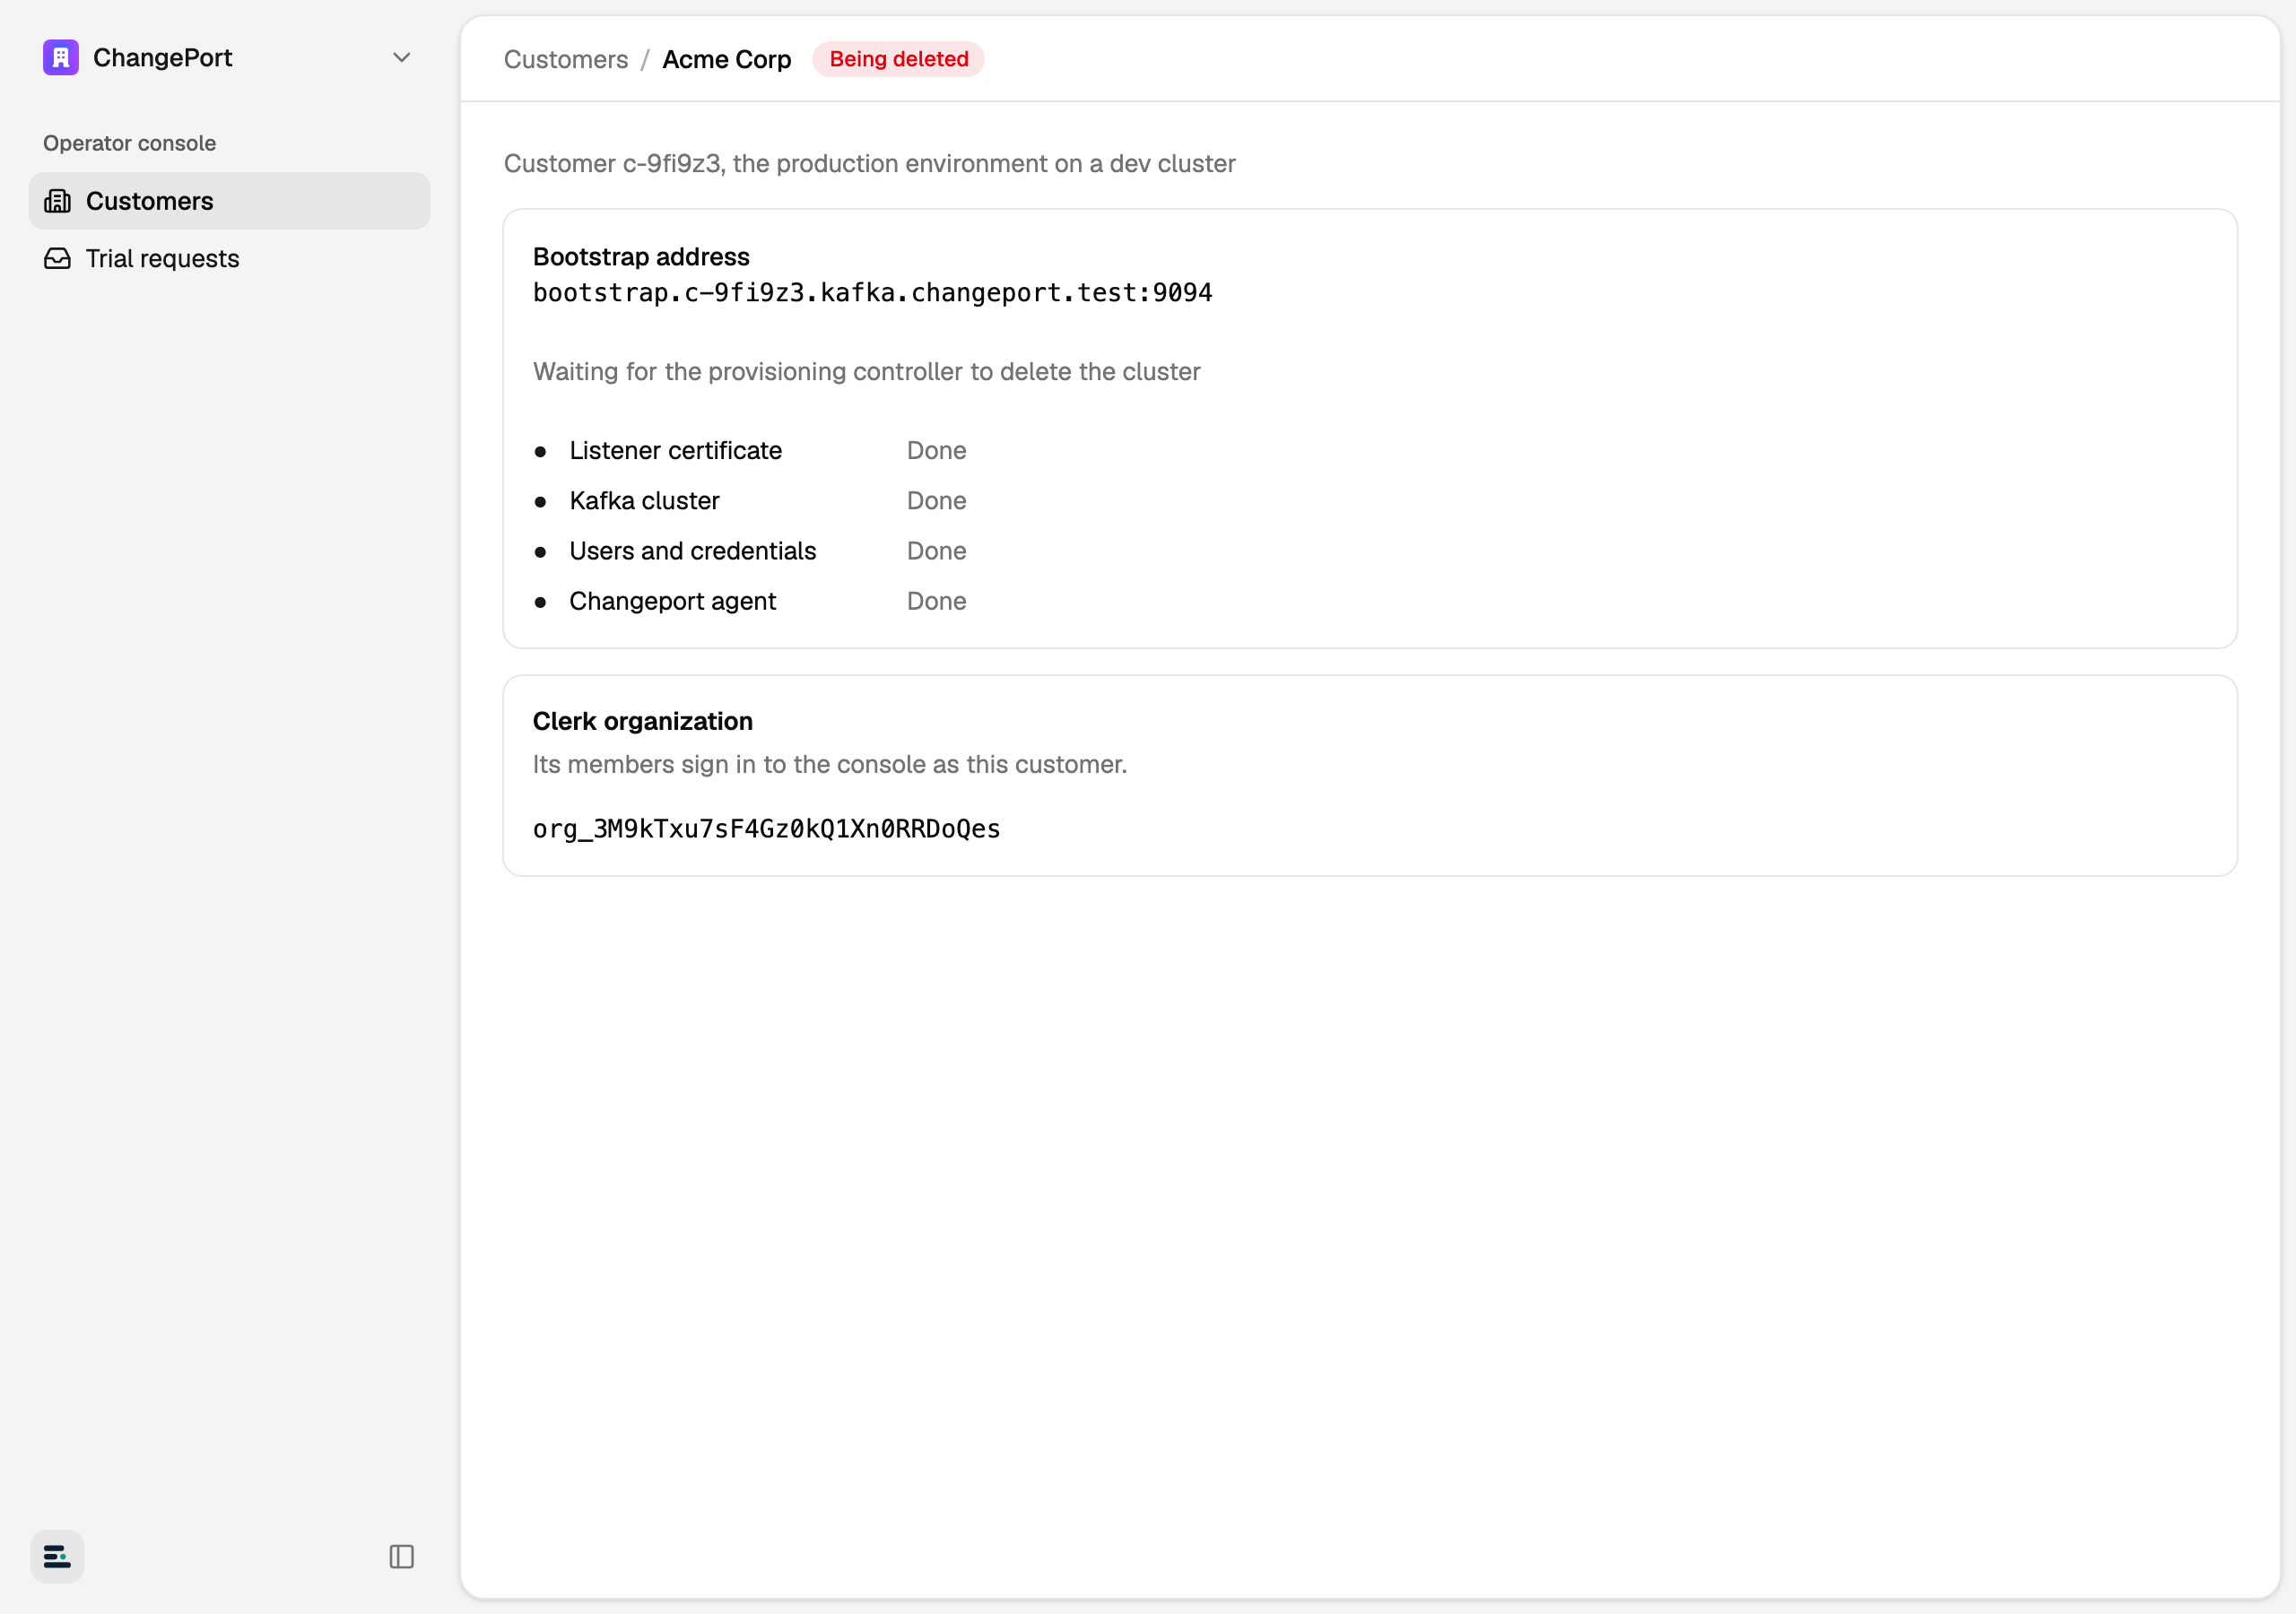 ChangePort
Operator console
Customers
Trial requests
Customers / Acme Corp Being deleted
Customer c-9fi9z3, the production environment on a dev cluster
Bootstrap address
bootstrap.c-9fi9z3.kafka.changeport.test:9094
Waiting for the provisioning controller to delete the cluster
Listener certificate Done
Kafka cluster Done
Users and credentials Done
Changeport agent Done
Clerk organization
Its members sign in to the console as this customer.
org_3M9kTxu7sF4Gz0kQ1Xn0RRDoQes